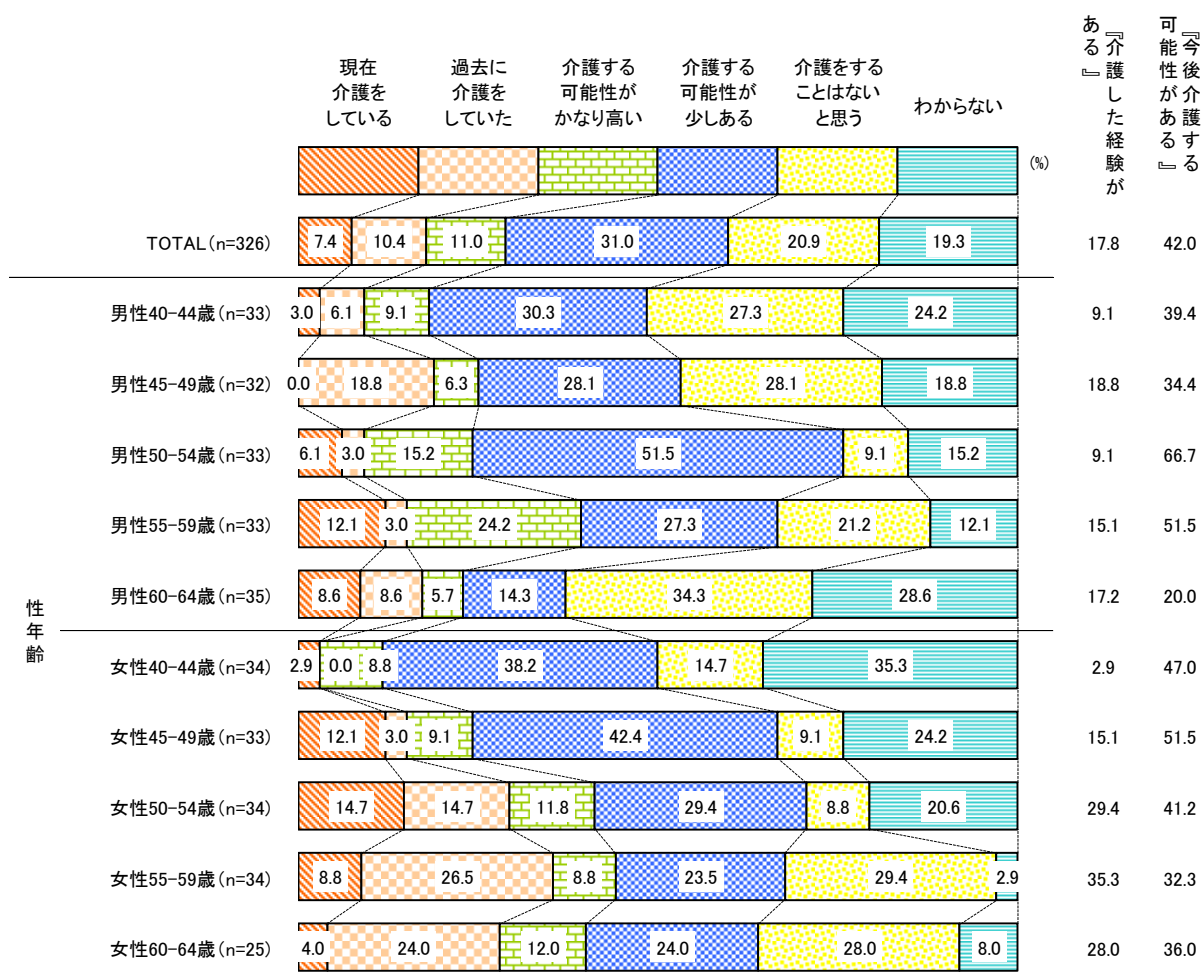 『介護した経験が
ある』
『今後介護する
可能性がある』
現在
介護を
している
過去に
介護を
していた
介護する
可能性が
かなり高い
介護する
可能性が
少しある
介護をする
ことはない
と思う
わからない
(%)
TOTAL(n=326) 7.4 10.4 11.0 31.0 20.9 19.3 17.8 42.0
男性40-44歳(n=33) 3.0 6.1 9.1 30.3 27.3 24.2 9.1 39.4
男性45-49歳(n=32) 0.0 18.8 6.3 28.1 28.1 18.8 18.8 34.4
男性50-54歳(n=33) 6.1 3.0 15.2 51.5 9.1 15.2 9.1 66.7
男性55-59歳(n=33) 12.1 3.0 24.2 27.3 21.2 12.1 15.1 51.5
男性60-64歳(n=35) 8.6 8.6 5.7 14.3 34.3 28.6 17.2 20.0
性年齢
女性40-44歳(n=34) 2.9 0.0 8.8 38.2 14.7 35.3 2.9 47.0
女性45-49歳(n=33) 12.1 3.0 9.1 42.4 9.1 24.2 15.1 51.5
女性50-54歳(n=34) 14.7 14.7 11.8 29.4 8.8 20.6 29.4 41.2
女性55-59歳(n=34) 8.8 26.5 8.8 23.5 29.4 2.9 35.3 32.3
女性60-64歳(n=25) 4.0 24.0 12.0 24.0 28.0 8.0 28.0 36.0